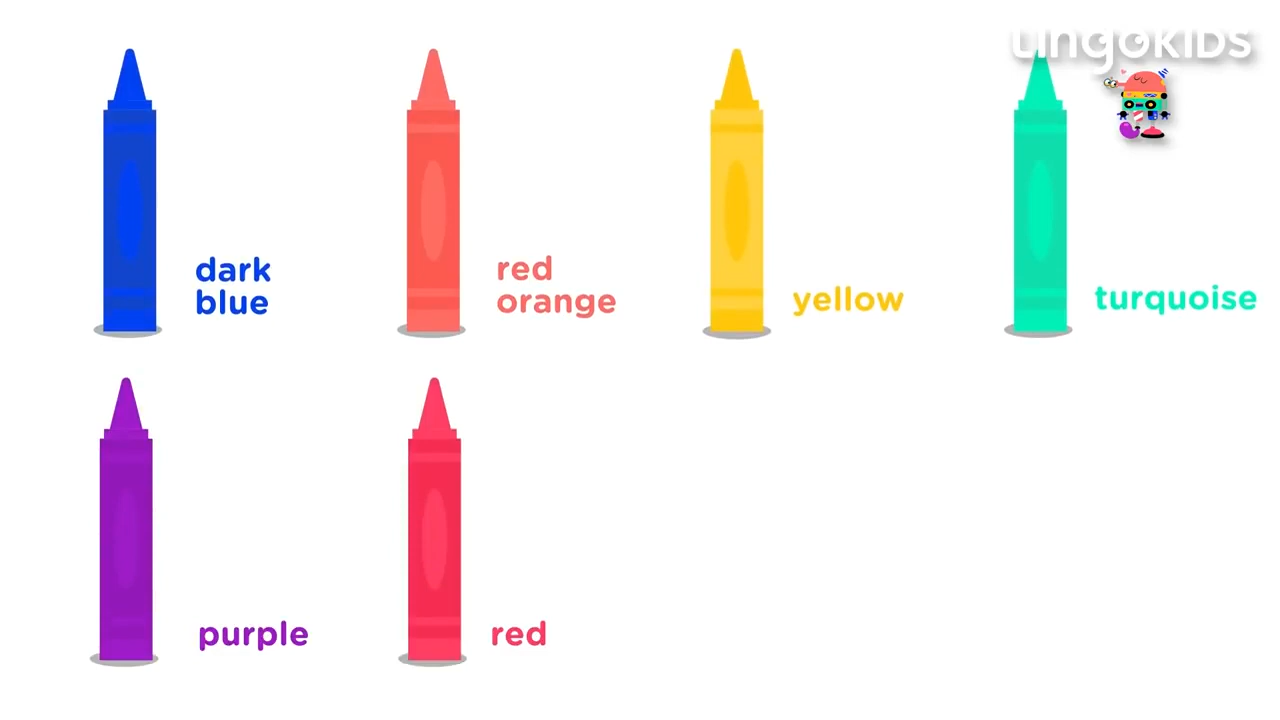 LINGOKIDS
dark
blue
red
orange
yellow
turquoise
purple
red